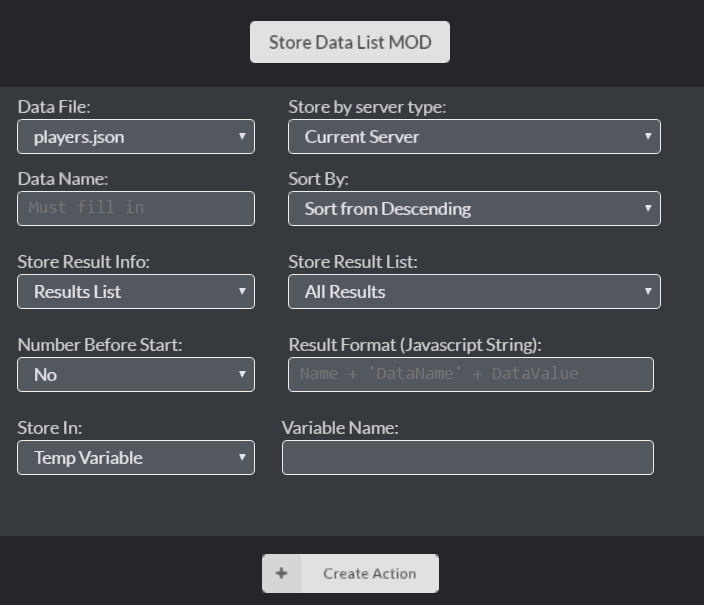 Store Data List MOD
Data File:
Store by server type:
players.json
Current Server
Data Name:
Sort By:
Must fill in
Sort from Descending
Store Result Info:
Store Result List:
Results List
All Results
Number Before Start:
Result Format (Javascript String):
No
Name + 'DataName' + DataValue
Store In:
Variable Name:
Temp Variable
+ Create Action